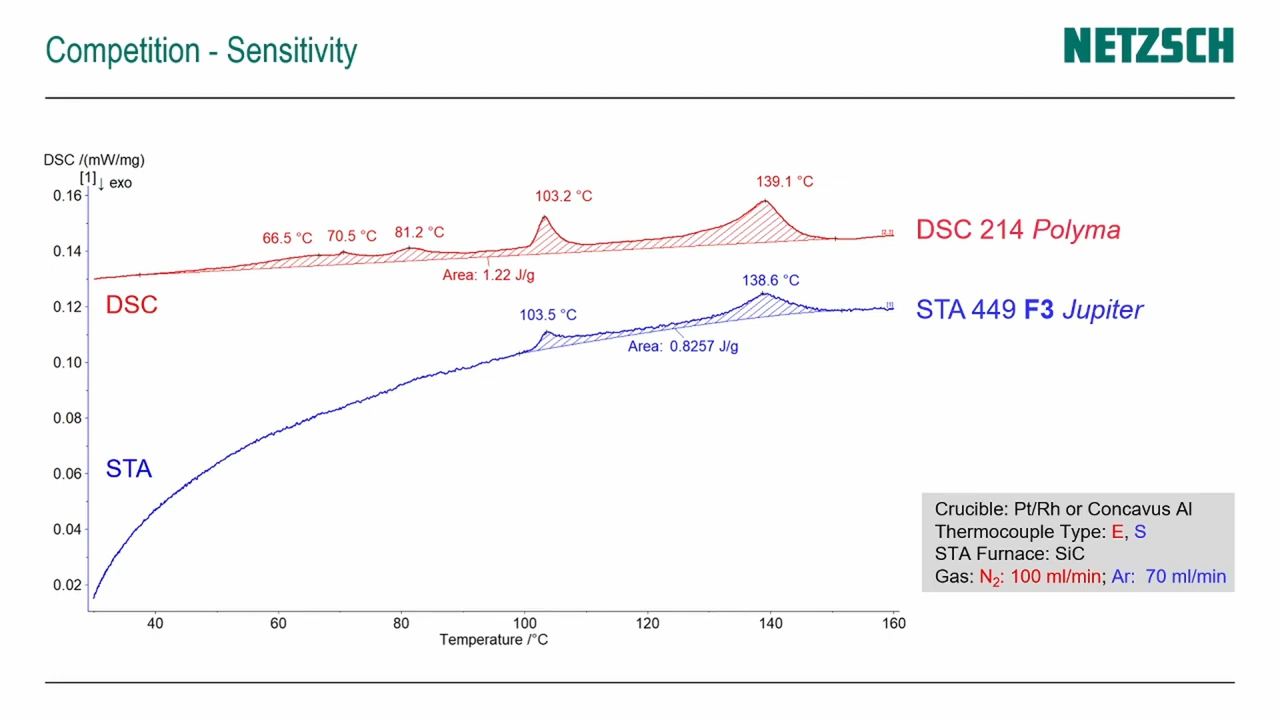 Competition - Sensitivity
NETZSCH
DSC /(mW/mg)
[1] ↓ exo
0.16
0.14
0.12
0.10
0.08
0.06
0.04
0.02
66.5 °C
70.5 °C
81.2 °C
103.2 °C
139.1 °C
Area: 1.22 J/g
DSC
DSC 214 Polyma
103.5 °C
138.6 °C
Area: 0.8257 J/g
[1]
STA 449 F3 Jupiter
STA
40
60
80
100
120
140
160
Temperature /°C
Crucible: Pt/Rh or Concavus Al
Thermocouple Type: E, S
STA Furnace: SiC
Gas: N₂: 100 ml/min; Ar: 70 ml/min